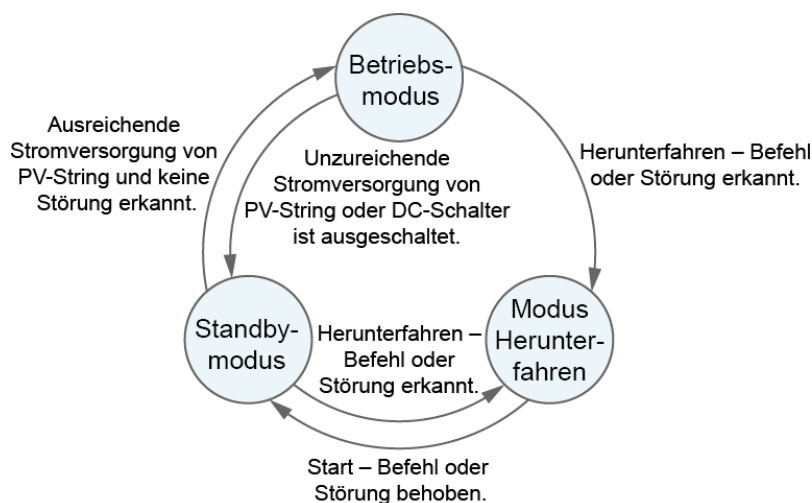 Betriebs-
modus
Ausreichende
Stromversorgung von
PV-String und keine
Störung erkannt.
Unzureichende
Stromversorgung von
PV-String oder DC-Schalter
ist ausgeschaltet.
Herunterfahren – Befehl
oder Störung erkannt.
Standby-
modus
Herunterfahren –
Befehl oder
Störung erkannt.
Modus
Herunter-
fahren
Start – Befehl oder
Störung behoben.